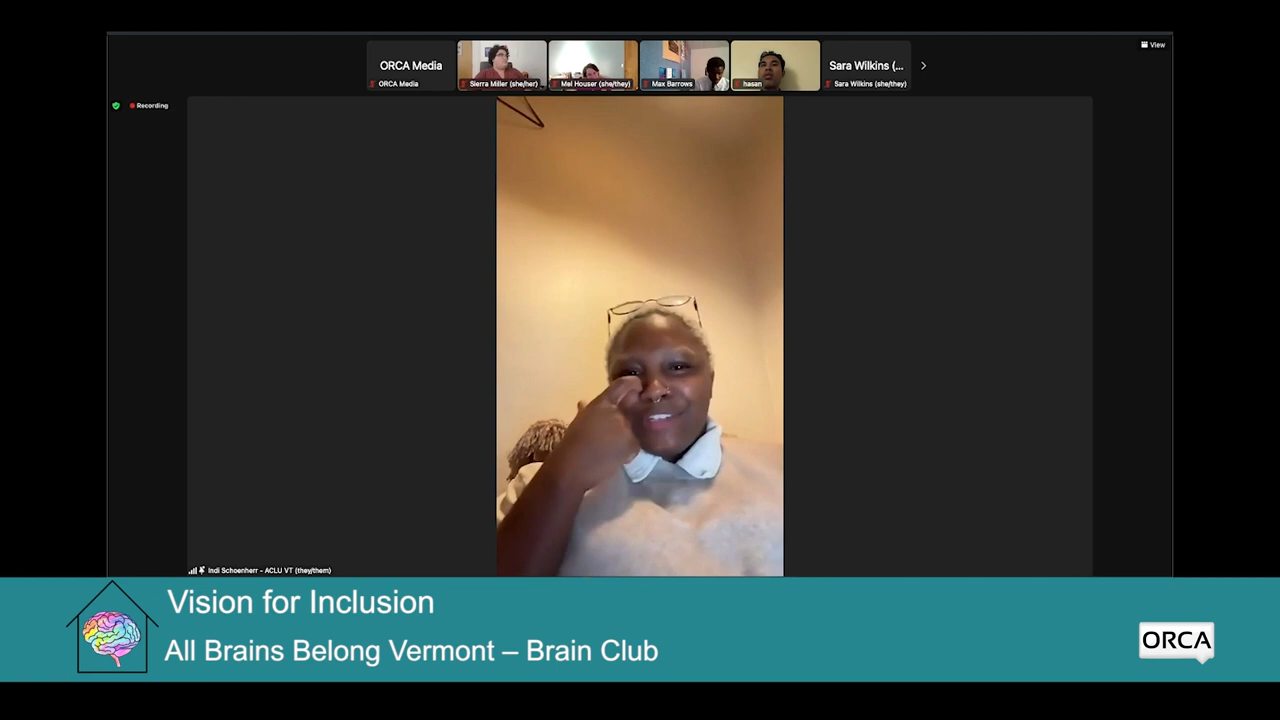 View
ORCA Media
Sara Wilkins (...
ORCA Media
Sierra Miller (she/her)
Mel Houser (she/they)
Max Barrows
hasan
Sara Wilkins (she/they)
Recording
Indi Schoenherr - ACLU VT (they/them)
Vision for Inclusion
All Brains Belong Vermont – Brain Club
ORCA